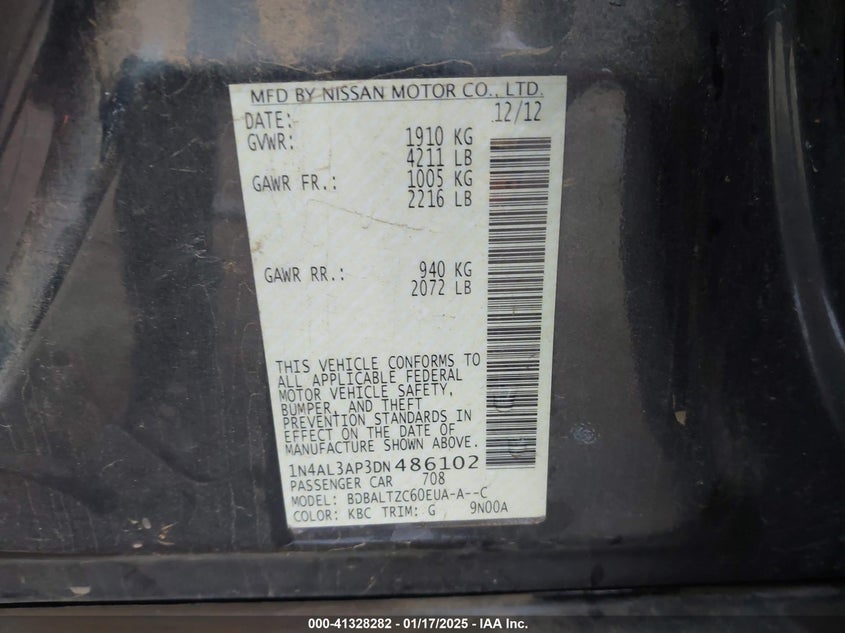 MFD BY NISSAN MOTOR CO., LTD.
DATE: 12/12
GVWR: 1910 KG
4211 LB
GAWR FR.: 1005 KG
2216 LB
GAWR RR.: 940 KG
2072 LB
THIS VEHICLE CONFORMS TO
ALL APPLICABLE FEDERAL
MOTOR VEHICLE SAFETY,
BUMPER, AND THEFT
PREVENTION STANDARDS IN
EFFECT ON THE DATE OF
MANUFACTURE SHOWN ABOVE.
1N4AL3AP3DN486102
PASSENGER CAR 708
MODEL: BDBALTZC60EUA-A--C
COLOR: KBC TRIM: G 9N00A
000-41328282 - 01/17/2025 - IAA Inc.